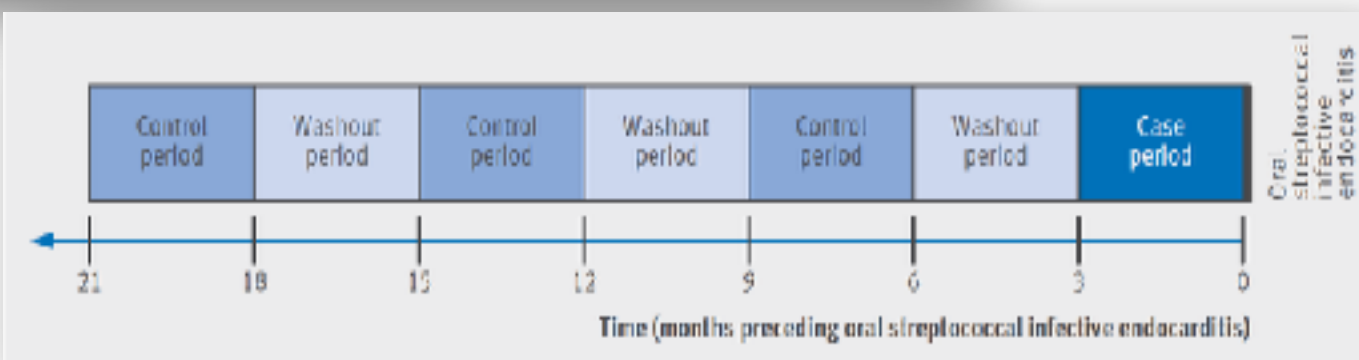 Control
period
Washout
period
Control
period
Washout
period
Control
period
Washout
period
Case
period
Oral
streptococcal
infective
endocarditis
21
18
15
12
9
6
3
0
Time (months preceding oral streptococcal infective endocarditis)